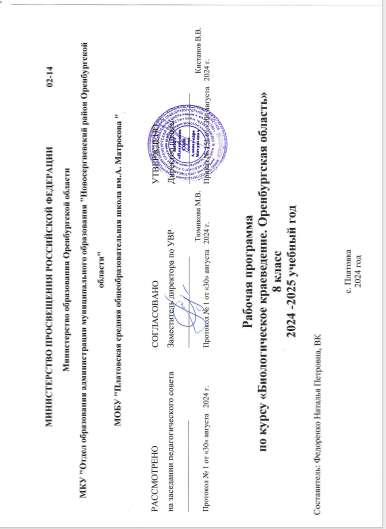 МИНИСТЕРСТВО ПРОСВЕЩЕНИЯ РОССИЙСКОЙ ФЕДЕРАЦИИ 02-14
Министерство образования Оренбургской области
МКУ "Отдел образования администрации муниципального образования "Новосергиевский район Оренбургской
области"
МОБУ "Платовская средняя общеобразовательная школа им.А. Матросова "
РАССМОТРЕНО
на заседании педагогического совета
Протокол № 1 от «30» августа 2024 г.
СОГЛАСОВАНО
Заместитель директора по УВР
Тюмикова М.В.
Протокол № 1 от «30» августа 2024 г.
УТВЕРЖДЕНО
Директор
Кистанов В.В.
Приказ августа 2024 г.
Рабочая программа
по курсу «Биологическое краеведение. Оренбургская область»
8 класс
2024 -2025 учебный год
Составитель: Федоренко Наталья Петровна, ВК
с. Платовка
2024 год